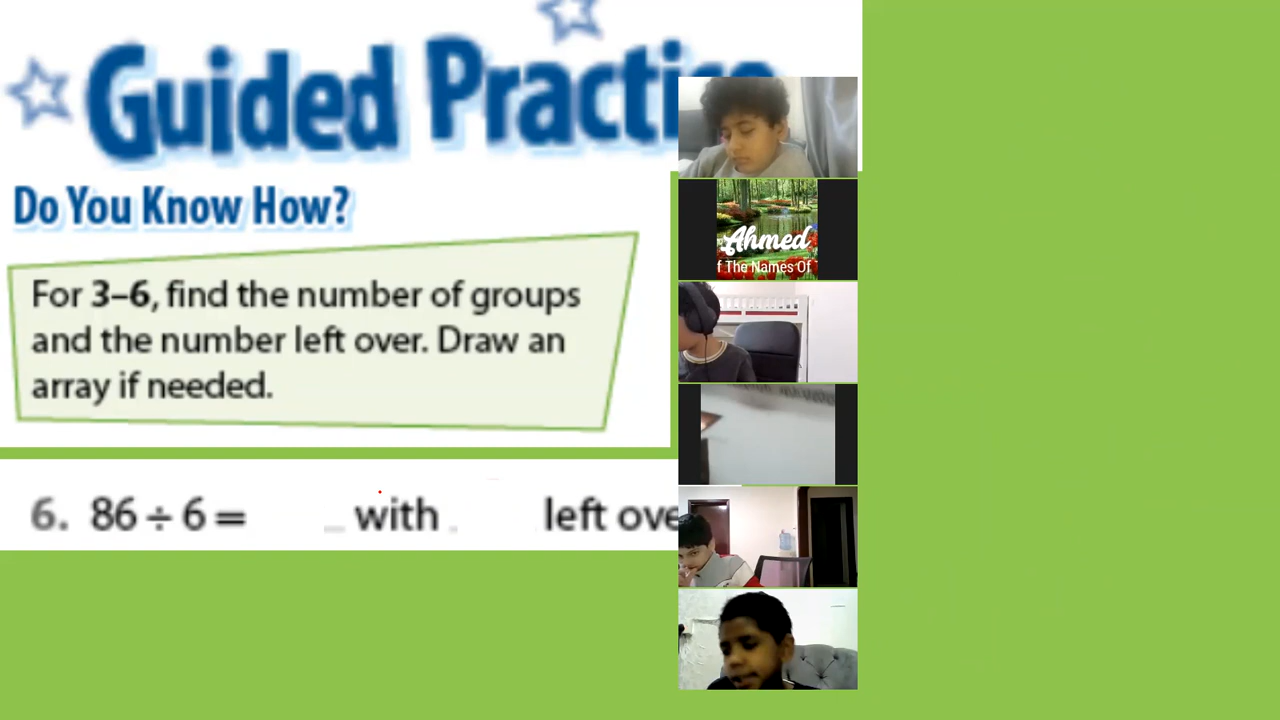 Guided Practice
Do You Know How?
For 3–6, find the number of groups
and the number left over. Draw an
array if needed.
6. 86 ÷ 6 = with left ove
Ahmed
f The Names Of